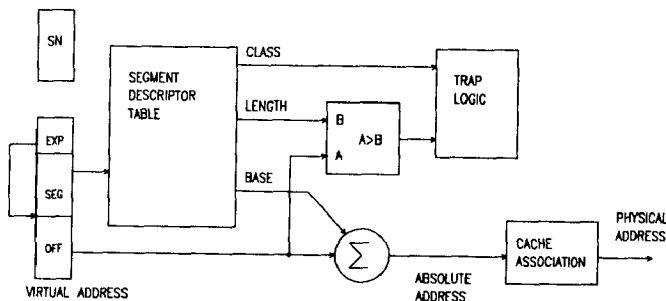 SN
CLASS
SEGMENT
DESCRIPTOR
TABLE
TRAP
LOGIC
LENGTH
B
A>B
A
EXP
SEG
BASE
OFF
Σ
CACHE
ASSOCIATION
PHYSICAL
ADDRESS
ABSOLUTE
ADDRESS
VIRTUAL ADDRESS